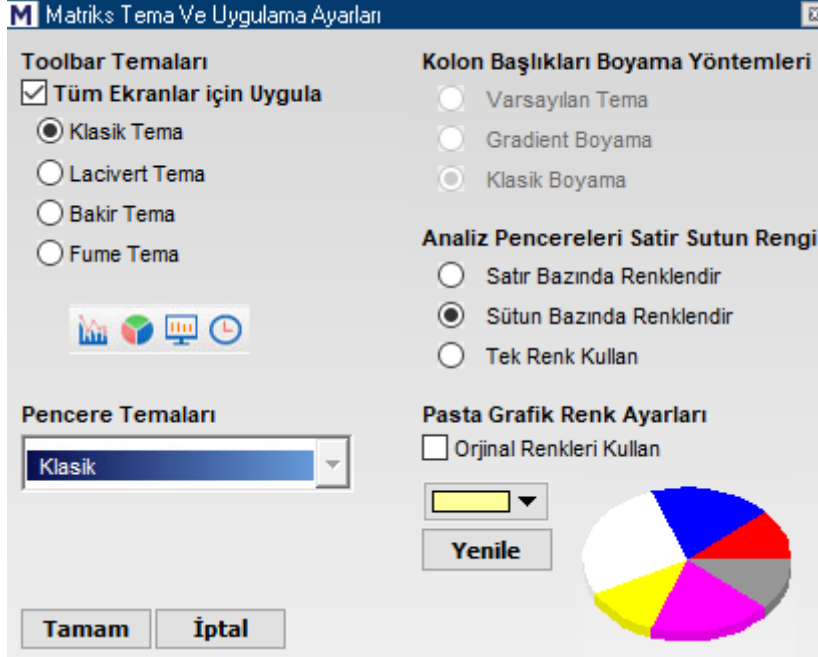 Matriks Tema Ve Uygulama Ayarları
Toolbar Temaları
Tüm Ekranlar için Uygula
Klasik Tema
Lacivert Tema
Bakir Tema
Fume Tema
Pencere Temaları
Klasik
Tamam
İptal
Kolon Başlıkları Boyama Yöntemleri
Varsayılan Tema
Gradient Boyama
Klasik Boyama
Analiz Pencereleri Satir Sutun Rengi
Satır Bazında Renklendir
Sütun Bazında Renklendir
Tek Renk Kullan
Pasta Grafik Renk Ayarları
Orjinal Renkleri Kullan
Yenile